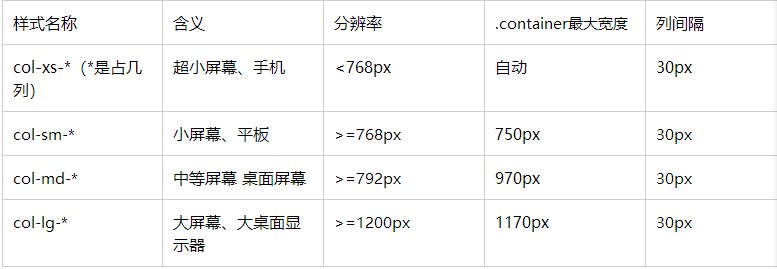 样式名称 含义 分辨率 .container最大宽度 列间隔
col-xs-*（*是占几 超小屏幕、手机 <768px 自动 30px
列）
col-sm-* 小屏幕、平板 >=768px 750px 30px
col-md-* 中等屏幕 桌面屏幕 >=792px 970px 30px
col-lg-* 大屏幕、大桌面显 >=1200px 1170px 30px
示器